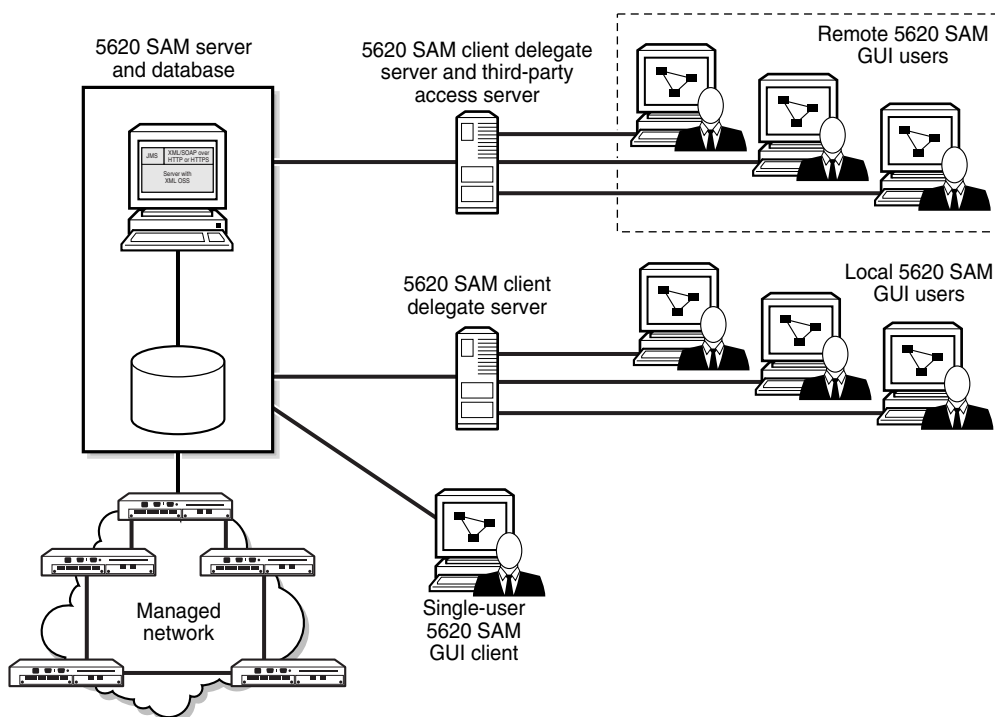 5620 SAM server
and database
5620 SAM client delegate
server and third-party
access server
Remote 5620 SAM
GUI users
JMS
XML/SOAP over
HTTP or HTTPS
Server with
XML OSS
5620 SAM client
delegate server
Local 5620 SAM
GUI users
Managed
network
Single-user
5620 SAM
GUI client